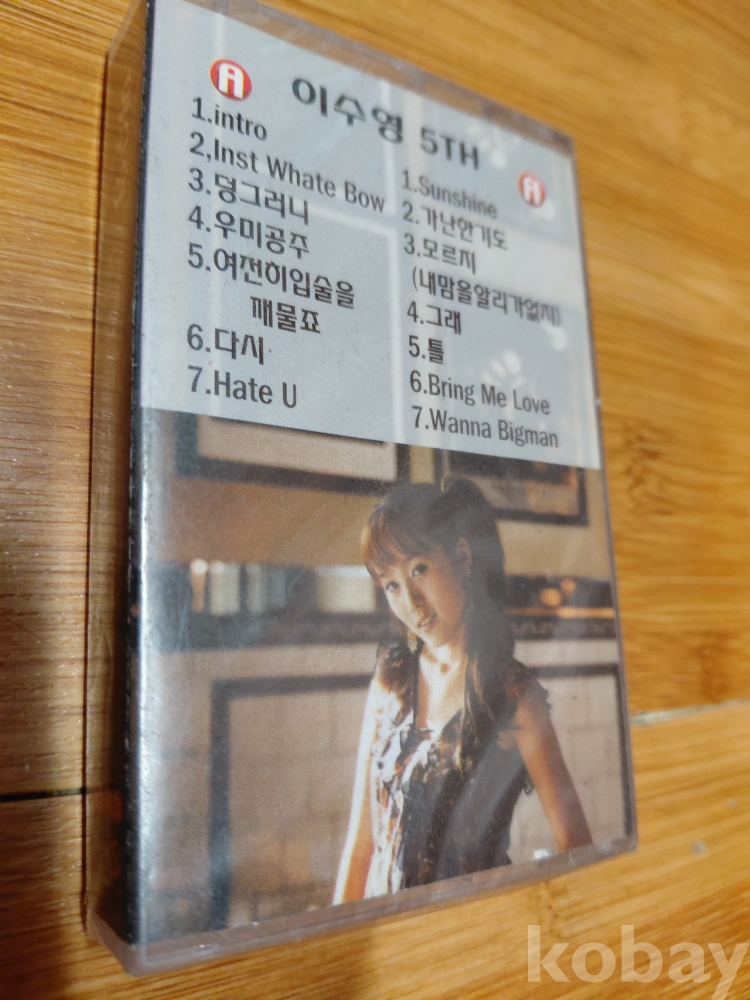 A 이수영 5TH A
1.intro
2,Inst Whate Bow
3.덩그러니
4.우미공주
5.여전히입술을
깨물죠
6.다시
7.Hate U
1.Sunshine
2.가난한기도
3.모르지
(내맘을알리가없지)
4.그래
5.틀
6.Bring Me Love
7.Wanna Bigman
kobay